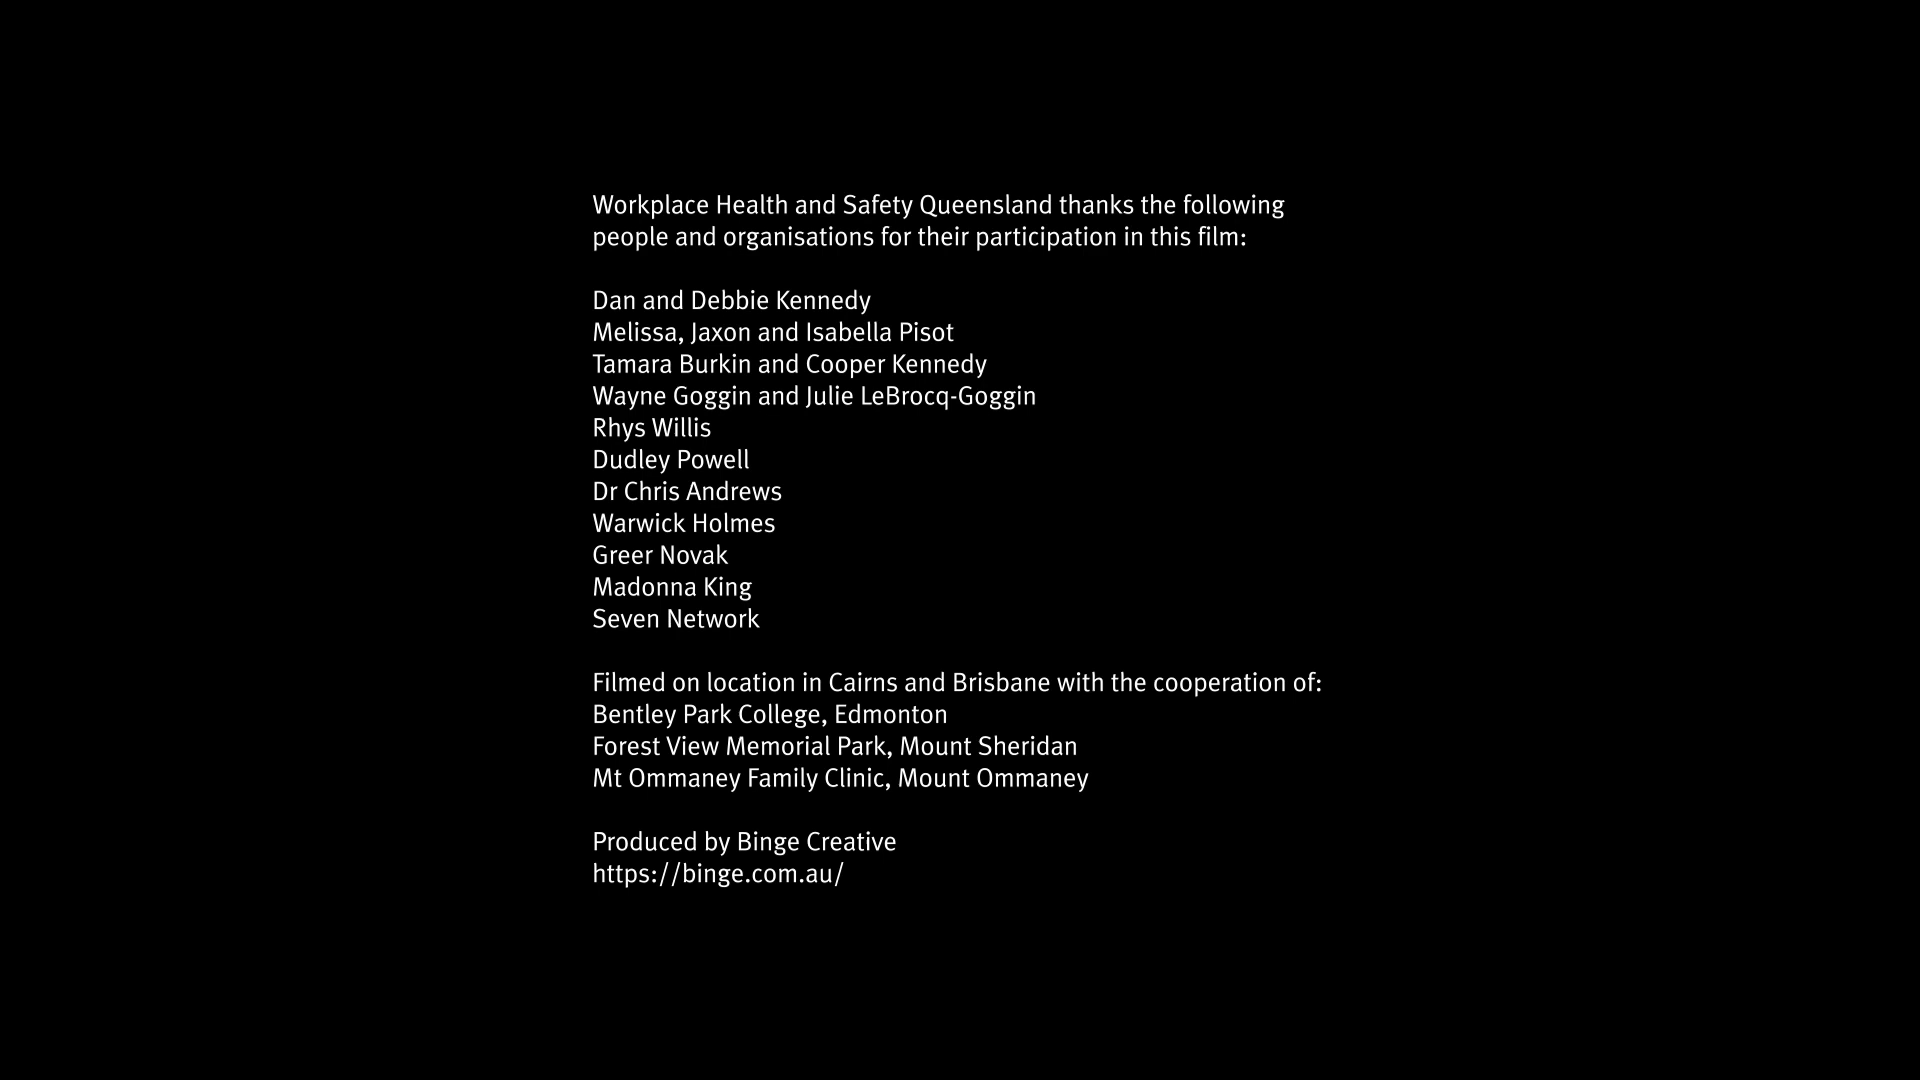 Workplace Health and Safety Queensland thanks the following
people and organisations for their participation in this film:
Dan and Debbie Kennedy
Melissa, Jaxon and Isabella Pisot
Tamara Burkin and Cooper Kennedy
Wayne Goggin and Julie LeBrocq-Goggin
Rhys Willis
Dudley Powell
Dr Chris Andrews
Warwick Holmes
Greer Novak
Madonna King
Seven Network
Filmed on location in Cairns and Brisbane with the cooperation of:
Bentley Park College, Edmonton
Forest View Memorial Park, Mount Sheridan
Mt Ommaney Family Clinic, Mount Ommaney
Produced by Binge Creative
https://binge.com.au/